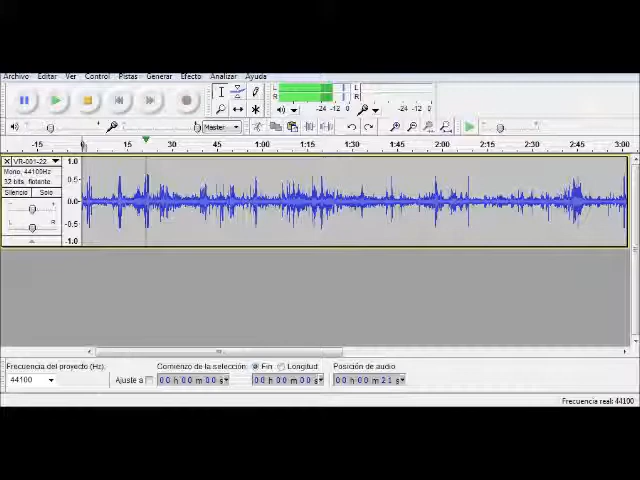 Archivo Editar Ver Control Pistas Generar Efecto Analizar Ayuda
-24 -12 0 -24 -12 0
Master
-15 0 15 30 45 1:00 1:15 1:30 1:45 2:00 2:15 2:30 2:45 3:00
VR-001-22
Mono, 44100Hz
32 bits, flotante
Silencio Solo
- +
L R
1.0
0.5
0.0
-0.5
-1.0
Frecuencia del proyecto (Hz): Comienzo de la selección: Fin Longitud Posición de audio:
44100 Ajuste a 00 h 00 m 00 s 00 h 00 m 00 s 00 h 00 m 21 s
Frecuencia real: 44100